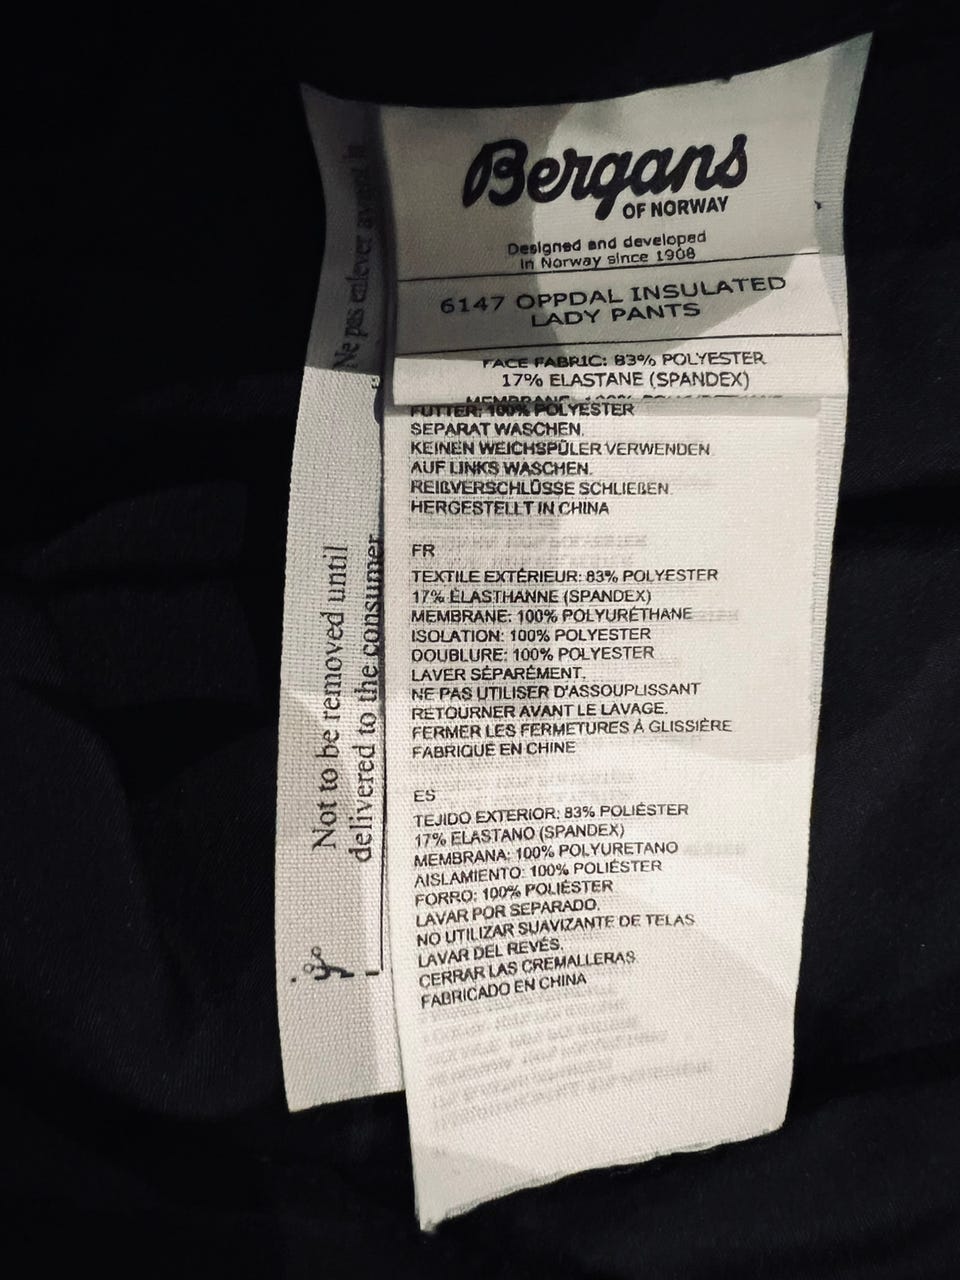 Bergans
OF NORWAY
Designed and developed
in Norway since 1908
6147 OPPDAL INSULATED
LADY PANTS
FACE FABRIC: 83% POLYESTER
17% ELASTANE (SPANDEX)
MEMBRANE: 100%
FUTTER: 100% POLYESTER
SEPARAT WASCHEN.
KEINEN WEICHSPÜLER VERWENDEN.
AUF LINKS WASCHEN.
REIßVERSCHLÜSSE SCHLIEßEN.
HERGESTELLT IN CHINA
FR
TEXTILE EXTÉRIEUR: 83% POLYESTER
17% ÉLASTHANNE (SPANDEX)
MEMBRANE: 100% POLYURÉTHANE
ISOLATION: 100% POLYESTER
DOUBLURE: 100% POLYESTER
LAVER SÉPARÉMENT.
NE PAS UTILISER D'ASSOUPLISSANT
RETOURNER AVANT LE LAVAGE.
FERMER LES FERMETURES À GLISSIÈRE
FABRIQUÉ EN CHINE
ES
TEJIDO EXTERIOR: 83% POLIÉSTER
17% ELASTANO (SPANDEX)
MEMBRANA: 100% POLYURETANO
AISLAMIENTO: 100% POLIÉSTER
FORRO: 100% POLIÉSTER
LAVAR POR SEPARADO.
NO UTILIZAR SUAVIZANTE DE TELAS
LAVAR DEL REVÉS.
CERRAR LAS CREMALLERAS
FABRICADO EN CHINA
Ne pas enlever avant
Not to be removed until
delivered to the consumer